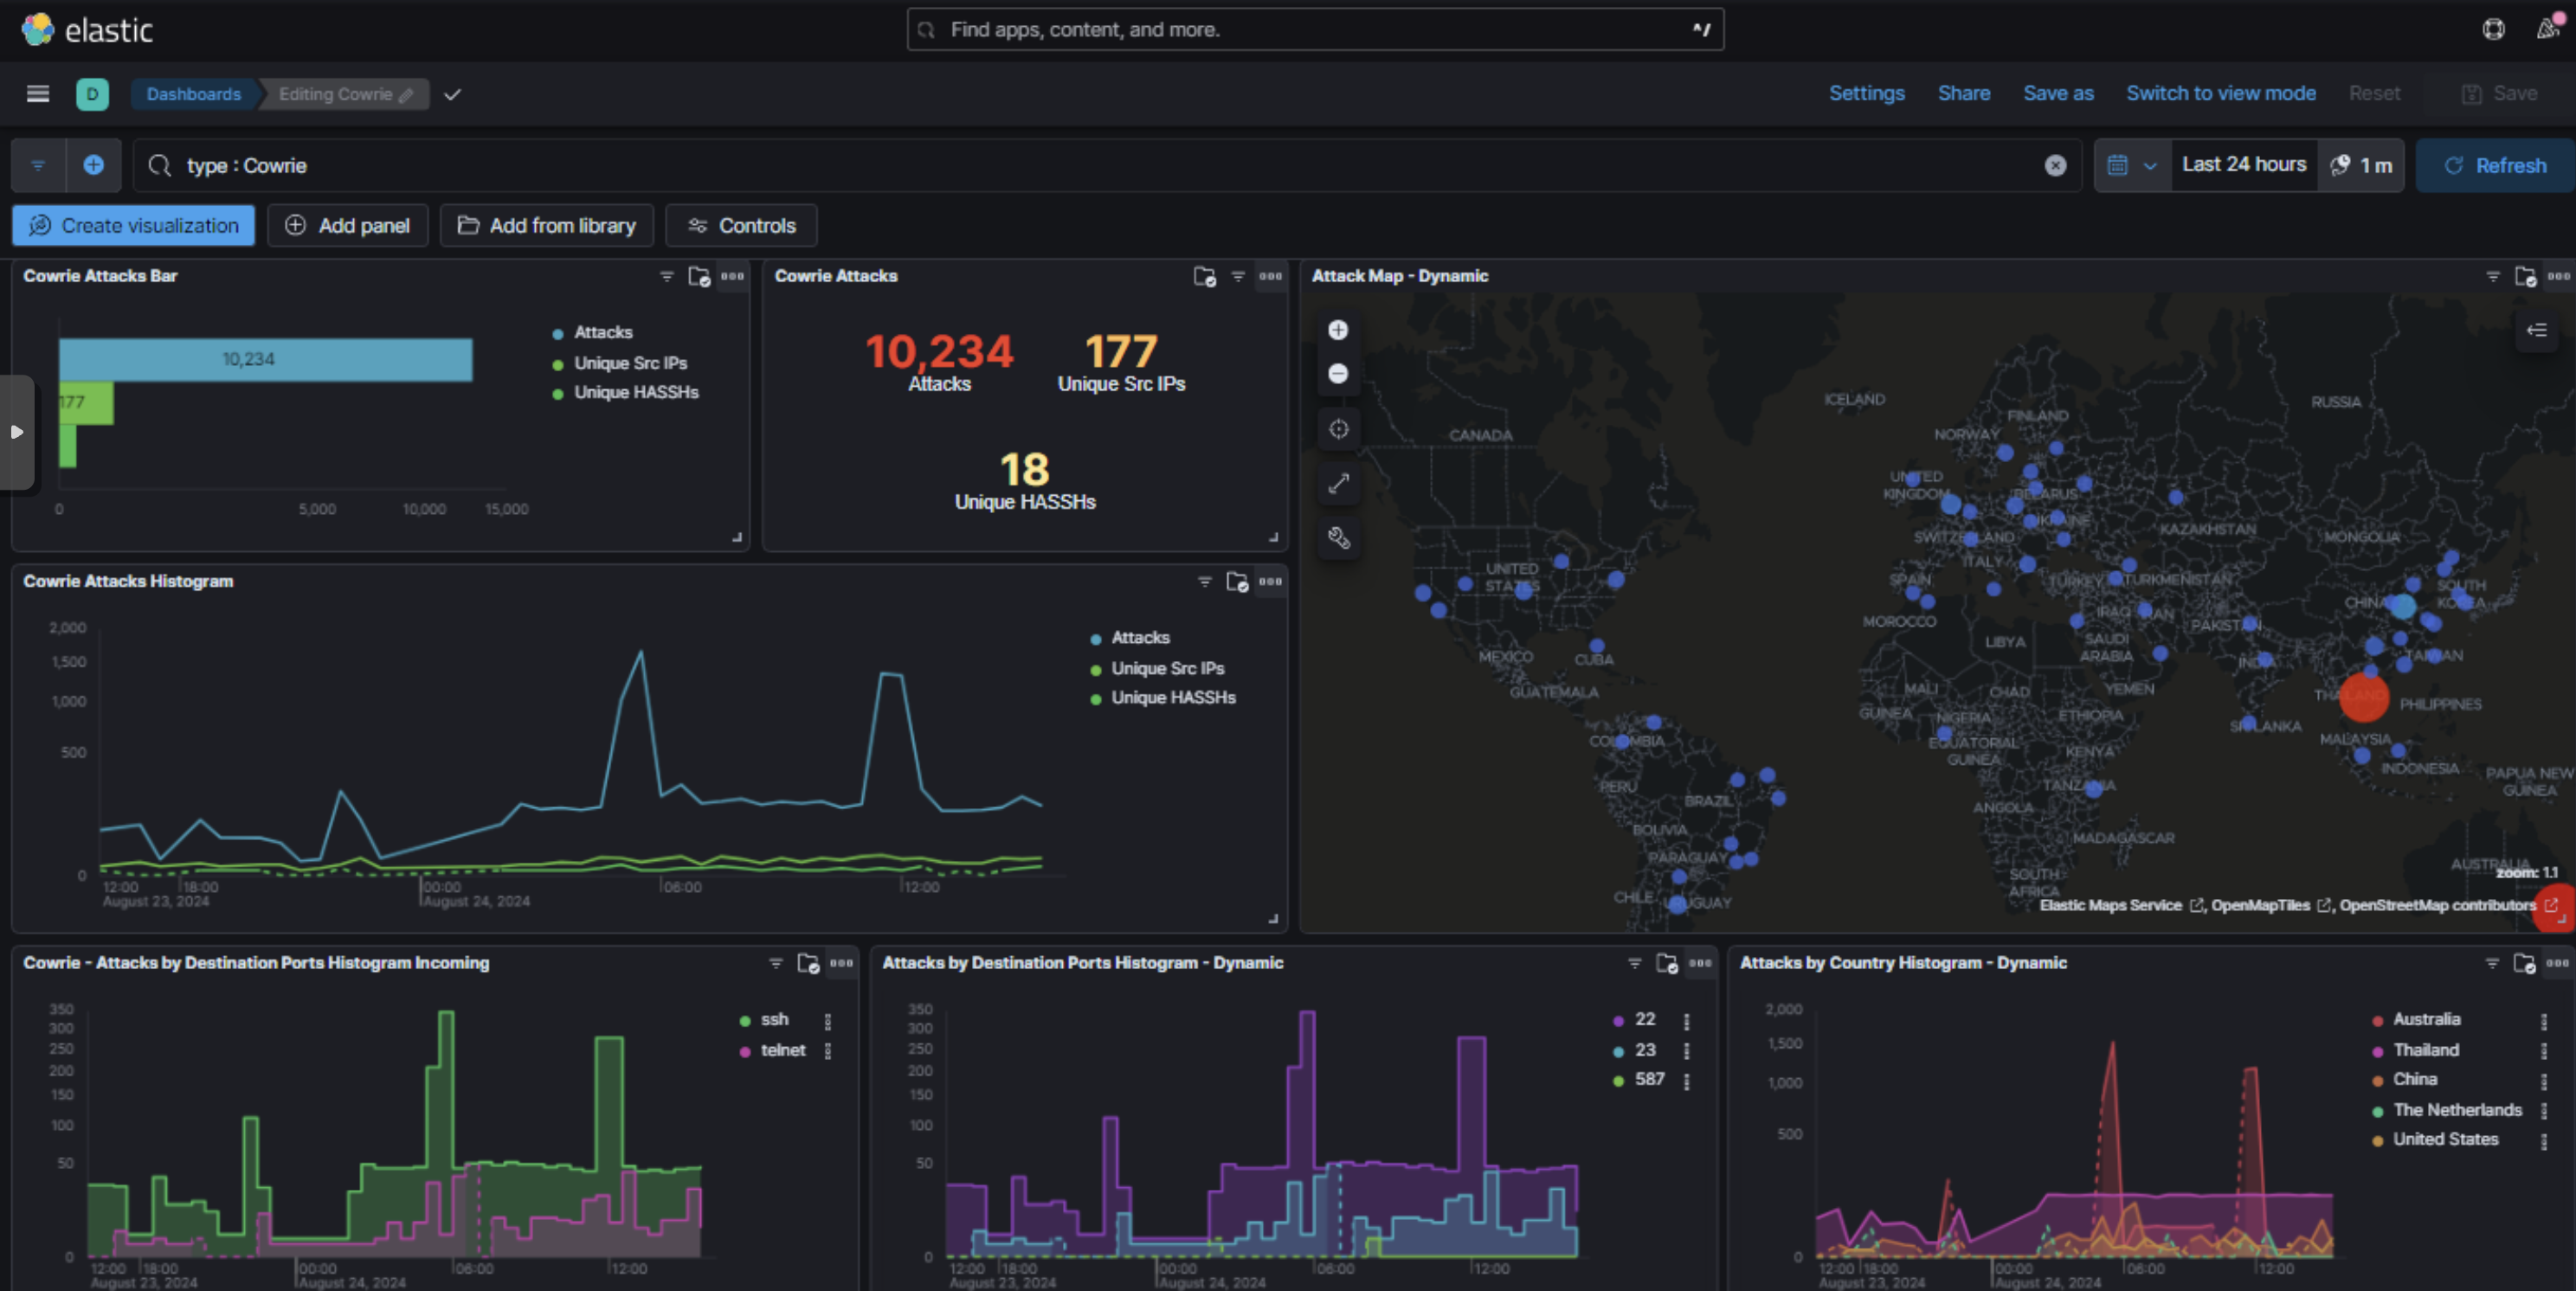 elastic
Find apps, content, and more.
^/
D
Dashboards
Editing Cowrie
Settings
Share
Save as
Switch to view mode
Reset
Save
type : Cowrie
Last 24 hours
1 m
Refresh
Create visualization
Add panel
Add from library
Controls
Cowrie Attacks Bar
10,234
177
0
5,000
10,000
15,000
Attacks
Unique Src IPs
Unique HASSHs
Cowrie Attacks
10,234
Attacks
177
Unique Src IPs
18
Unique HASSHs
Attack Map - Dynamic
ICELAND
RUSSIA
FINLAND
NORWAY
CANADA
UNITED
KINGDOM
BELARUS
UKRAINE
KAZAKHSTAN
SWITZERLAND
MONGOLIA
UNITED
STATES
ITALY
SPAIN
TURKEY
TURKMENISTAN
SOUTH
KOREA
CHINA
IRAQ
IRAN
MOROCCO
PAKISTAN
LIBYA
SAUDI
ARABIA
MEXICO
CUBA
INDIA
TAIWAN
GUATEMALA
MALI
CHAD
YEMEN
THAILAND
PHILIPPINES
GUINEA
NIGERIA
ETHIOPIA
SRI LANKA
COLOMBIA
EQUATORIAL
GUINEA
KENYA
MALAYSIA
INDONESIA
PAPUA NEW
GUINEA
PERU
TANZANIA
BRAZIL
ANGOLA
BOLIVIA
MADAGASCAR
PARAGUAY
AUSTRALIA
SOUTH
AFRICA
CHILE
URUGUAY
zoom: 1.1
Elastic Maps Service , OpenMapTiles , OpenStreetMap contributors
Cowrie Attacks Histogram
2,000
1,500
1,000
500
0
12:00
18:00
00:00
06:00
12:00
August 23, 2024
August 24, 2024
Attacks
Unique Src IPs
Unique HASSHs
Cowrie - Attacks by Destination Ports Histogram Incoming
350
300
250
200
150
100
50
0
12:00
18:00
00:00
06:00
12:00
August 23, 2024
August 24, 2024
ssh
telnet
Attacks by Destination Ports Histogram - Dynamic
350
300
250
200
150
100
50
0
12:00
18:00
00:00
06:00
12:00
August 23, 2024
August 24, 2024
22
23
587
Attacks by Country Histogram - Dynamic
2,000
1,500
1,000
500
0
12:00
18:00
00:00
06:00
12:00
August 23, 2024
August 24, 2024
Australia
Thailand
China
The Netherlands
United States